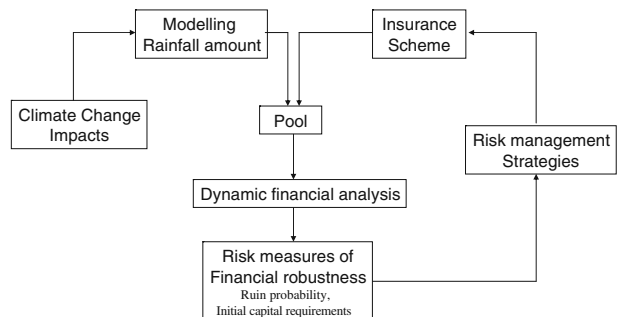 Modelling
Rainfall amount
Insurance
Scheme
Climate Change
Impacts
Pool
Risk management
Strategies
Dynamic financial analysis
Risk measures of
Financial robustness
Ruin probability,
Initial capital requirements